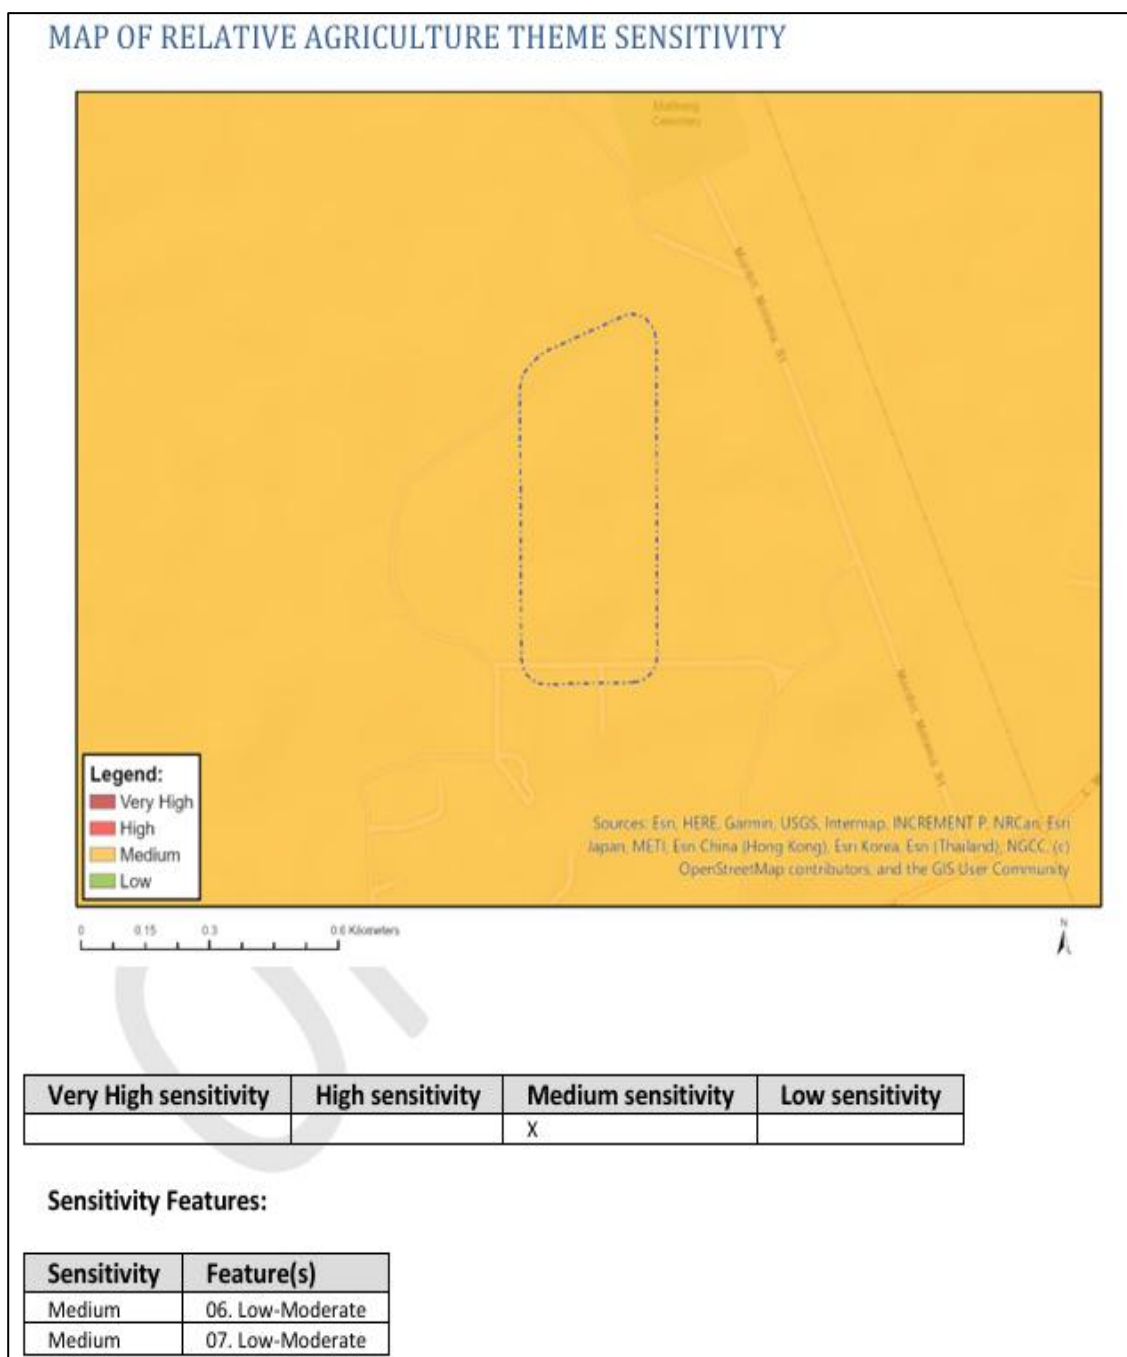 MAP OF RELATIVE AGRICULTURE THEME SENSITIVITY
Cemetery
Legend:
Very High
High
Medium
Low
Sources: Esri, HERE, Garmin, USGS, Intermap, INCREMENT P, NRCan, Esri
Japan, METI, Esri China (Hong Kong), Esri Korea, Esri (Thailand), NGCC, (c)
OpenStreetMap contributors, and the GIS User Community
0 0.15 0.3 0.6 Kilometers
N
Very High sensitivity High sensitivity Medium sensitivity Low sensitivity
X
Sensitivity Features:
Sensitivity Feature(s)
Medium 06. Low-Moderate
Medium 07. Low-Moderate